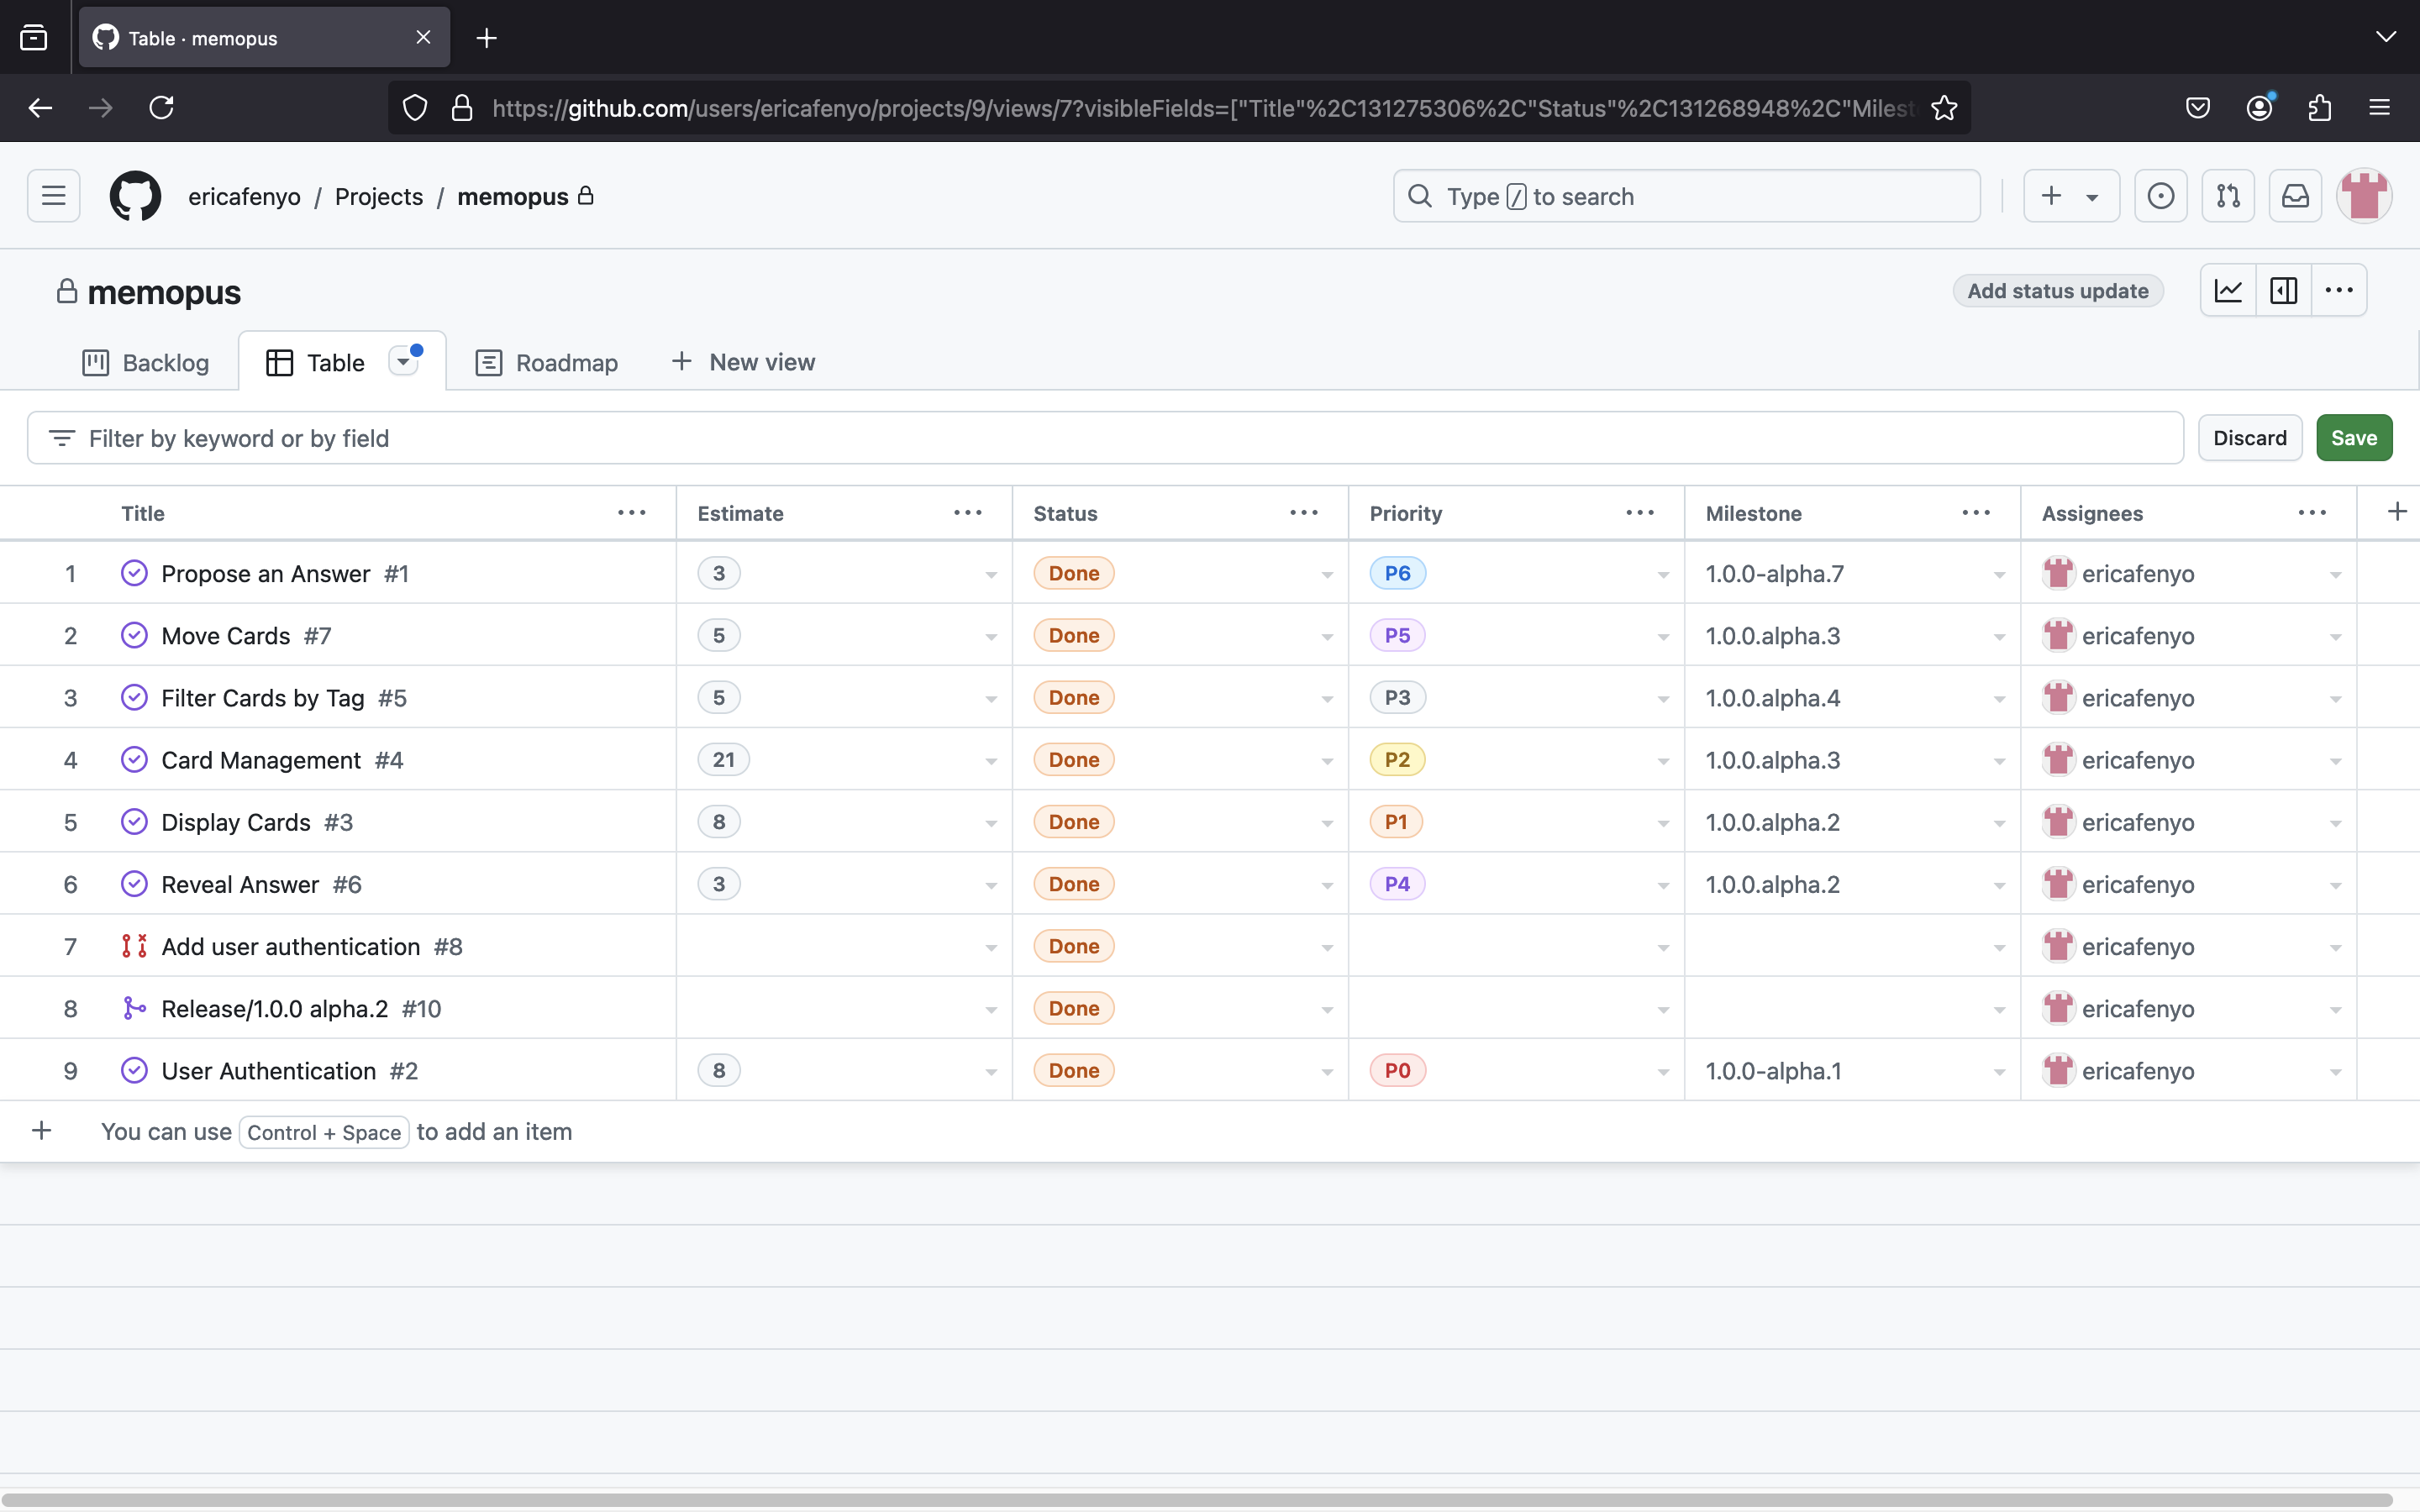 Table · memopus
https://github.com/users/ericafenyo/projects/9/views/7?visibleFields=["Title"%2C131275306%2C"Status"%2C131268948%2C"Milest
ericafenyo / Projects / memopus
Type / to search
memopus
Add status update
Backlog Table Roadmap + New view
Filter by keyword or by field Discard Save
Title Estimate Status Priority Milestone Assignees
1 Propose an Answer #1 3 Done P6 1.0.0-alpha.7 ericafenyo
2 Move Cards #7 5 Done P5 1.0.0.alpha.3 ericafenyo
3 Filter Cards by Tag #5 5 Done P3 1.0.0.alpha.4 ericafenyo
4 Card Management #4 21 Done P2 1.0.0.alpha.3 ericafenyo
5 Display Cards #3 8 Done P1 1.0.0.alpha.2 ericafenyo
6 Reveal Answer #6 3 Done P4 1.0.0.alpha.2 ericafenyo
7 Add user authentication #8 Done ericafenyo
8 Release/1.0.0 alpha.2 #10 Done ericafenyo
9 User Authentication #2 8 Done P0 1.0.0-alpha.1 ericafenyo
+ You can use Control + Space to add an item